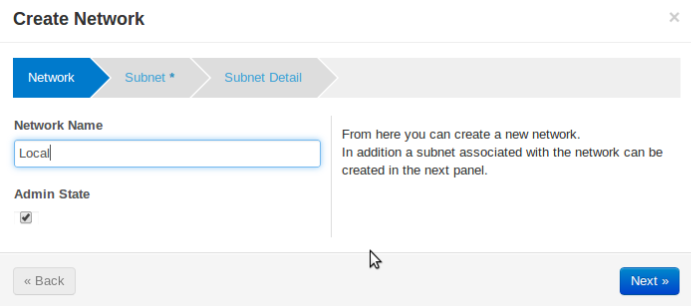 Create Network
×
Network
Subnet *
Subnet Detail
Network Name
Local
Admin State
From here you can create a new network.
In addition a subnet associated with the network can be
created in the next panel.
« Back
Next »